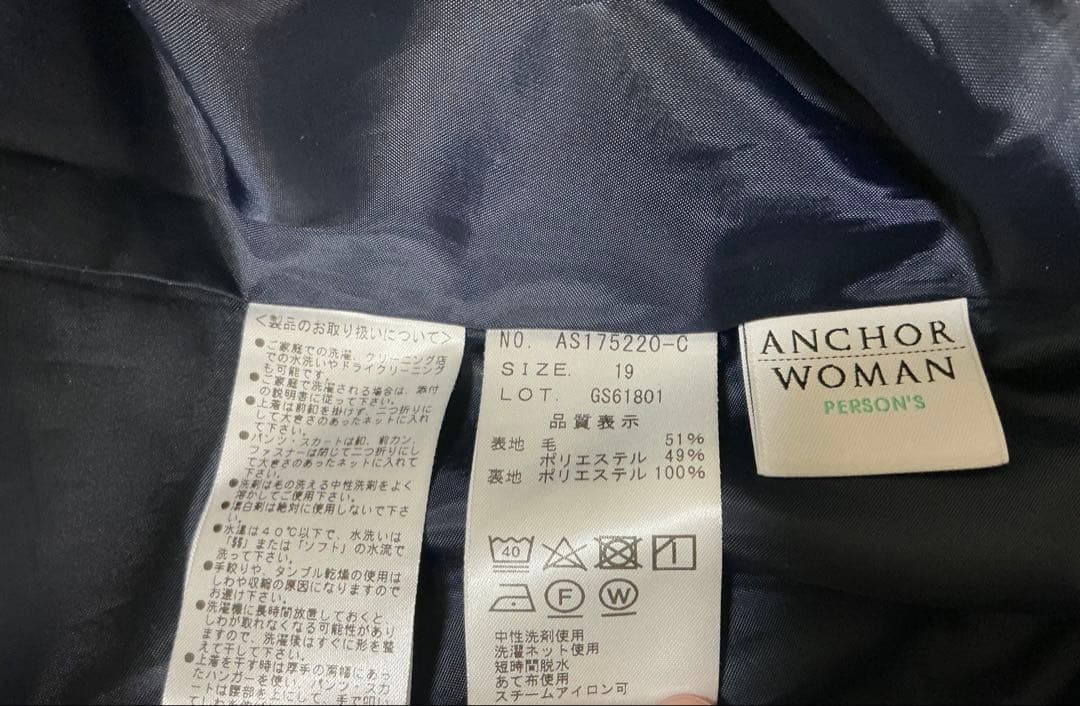 <製品のお取り扱いについて>
●ご家庭での洗濯、クリーニング店
での水洗いやドライクリーニング
も可能です。
●ご家庭で洗濯される場合は、添付
の説明書に従って下さい。
●上着は前釦を掛けず、二つ折りに
して大きさのあったネットに入れ
て下さい。
●パンツ・スカートは釦、前カン、
ファスナーは閉じて二つ折りにし
て大きさのあったネットに入れて
下さい。
●洗剤は毛の洗える中性洗剤をよく
溶かしてご使用下さい。
●漂白剤は絶対に使用しないで下さ
い。
●水温は40℃以下で、水洗いは
「弱」または「ソフト」の水流で
洗って下さい。
●手絞りや、タンブル乾燥の使用は
しわや収縮の原因になりますので
お避け下さい。
●洗濯機に長時間放置しておくと
しわが取れなくなる可能性があり
ますので、洗濯後はすぐに形を整
えて干して下さい。
●上着を干す時は厚手の肩幅にあっ
たハンガーを使い、パンツ・スカ
ートは腰部を上にして、手で叩い
てしわを
NO. AS175220-C
SIZE. 19
LOT. GS61801
品質表示
表地 毛 51%
ポリエステル 49%
裏地 ポリエステル 100%
40
F W
中性洗剤使用
洗濯ネット使用
短時間脱水
あて布使用
スチームアイロン可
ANCHOR
WOMAN
PERSON'S